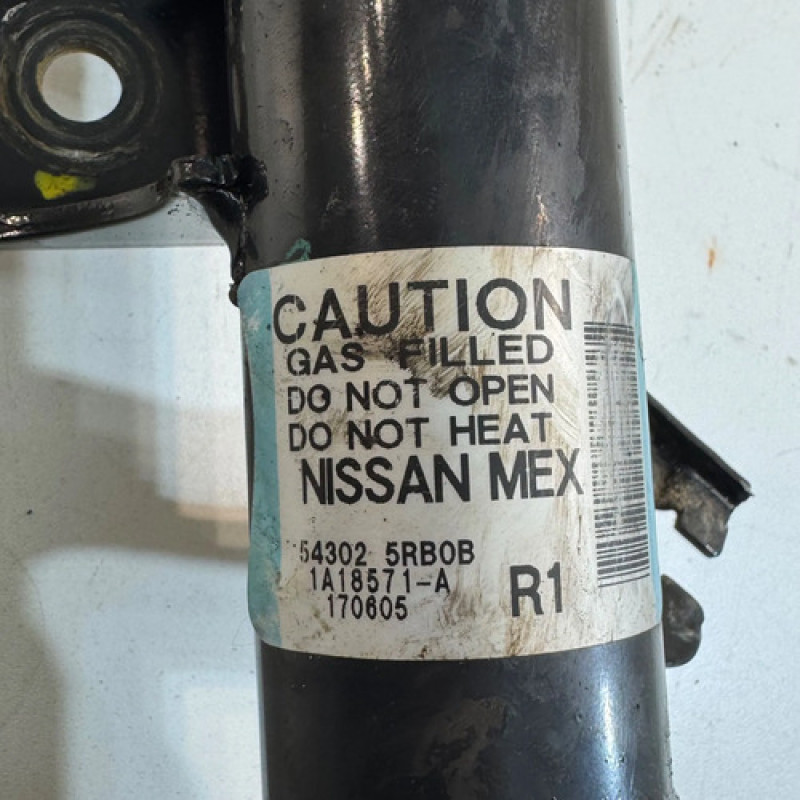 CAUTION
GAS FILLED
DO NOT OPEN
DO NOT HEAT
NISSAN MEX
54302 5RB0B
1A18571-A
170605
R1